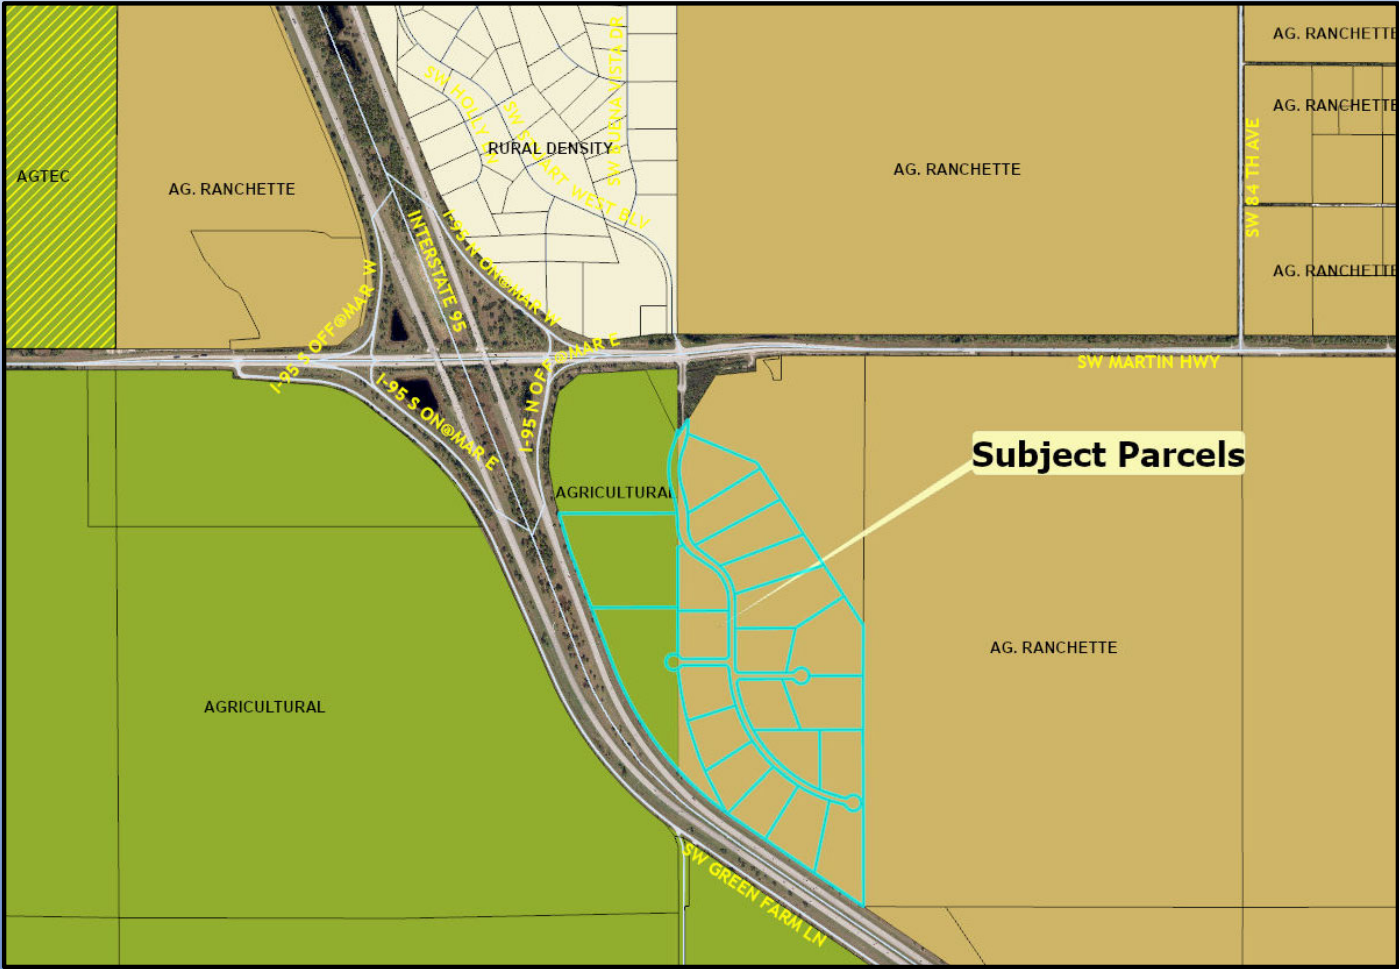 AG. RANCHETTE
SW BUENA VISTA DR
SW HOLLY LN
SW STUART WEST BLV
RURAL DENSITY
AG. RANCHETTE
SW 84 TH AVE
AGTEC
AG. RANCHETTE
AG. RANCHETTE
INTERSTATE 95
I-95 N ON@MAR W
I-95 S OFF@MAR W
AG. RANCHETTE
I-95 N OFF@MAR E
SW MARTIN HWY
I-95 S ON@MAR E
Subject Parcels
AGRICULTURAL
AG. RANCHETTE
AGRICULTURAL
SW GREEN FARM LN